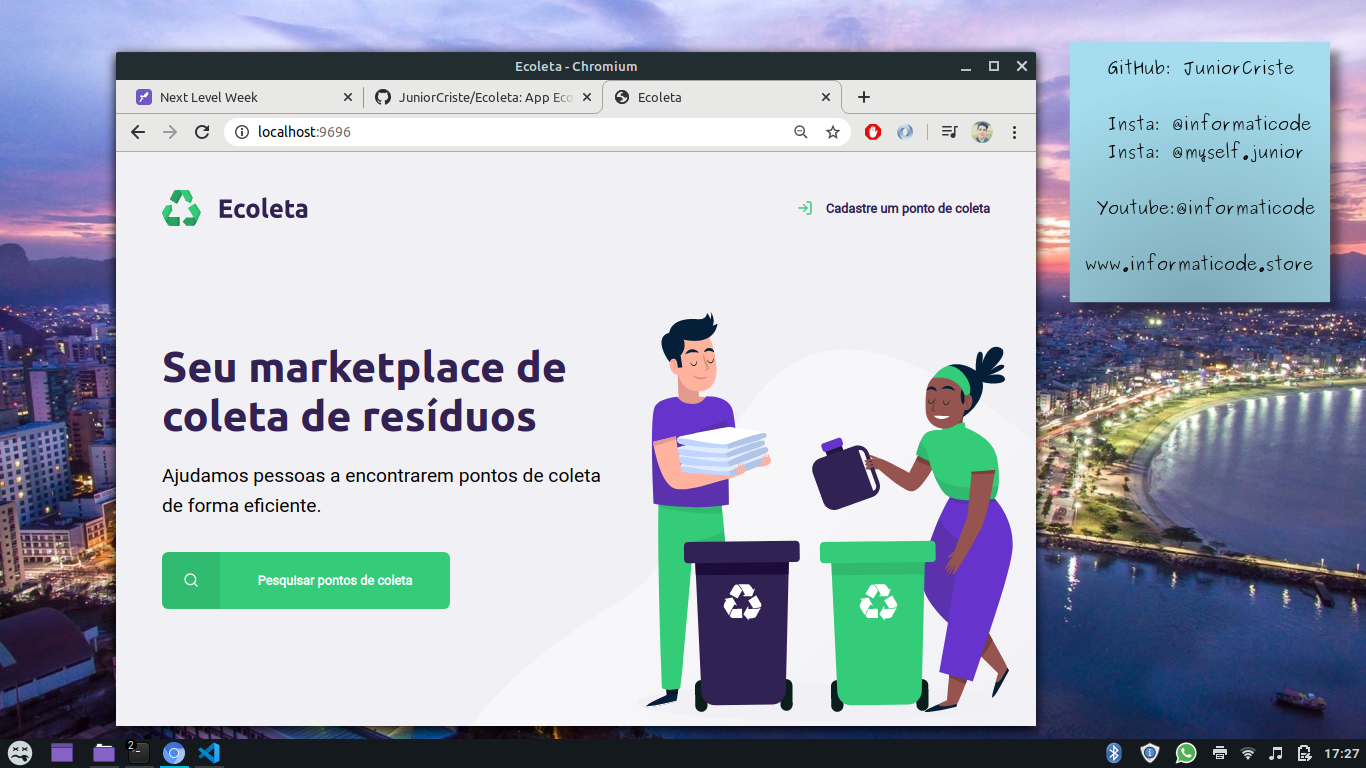 Ecoleta - Chromium
Next Level Week
JuniorCriste/Ecoleta: App Eco
Ecoleta
localhost:9696
Ecoleta
Cadastre um ponto de coleta
Seu marketplace de
coleta de resíduos
Ajudamos pessoas a encontrarem pontos de coleta
de forma eficiente.
Pesquisar pontos de coleta
GitHub: JuniorCriste
Insta: @informaticode
Insta: @myself.junior
Youtube:@informaticode
www.informaticode.store
2
17:27